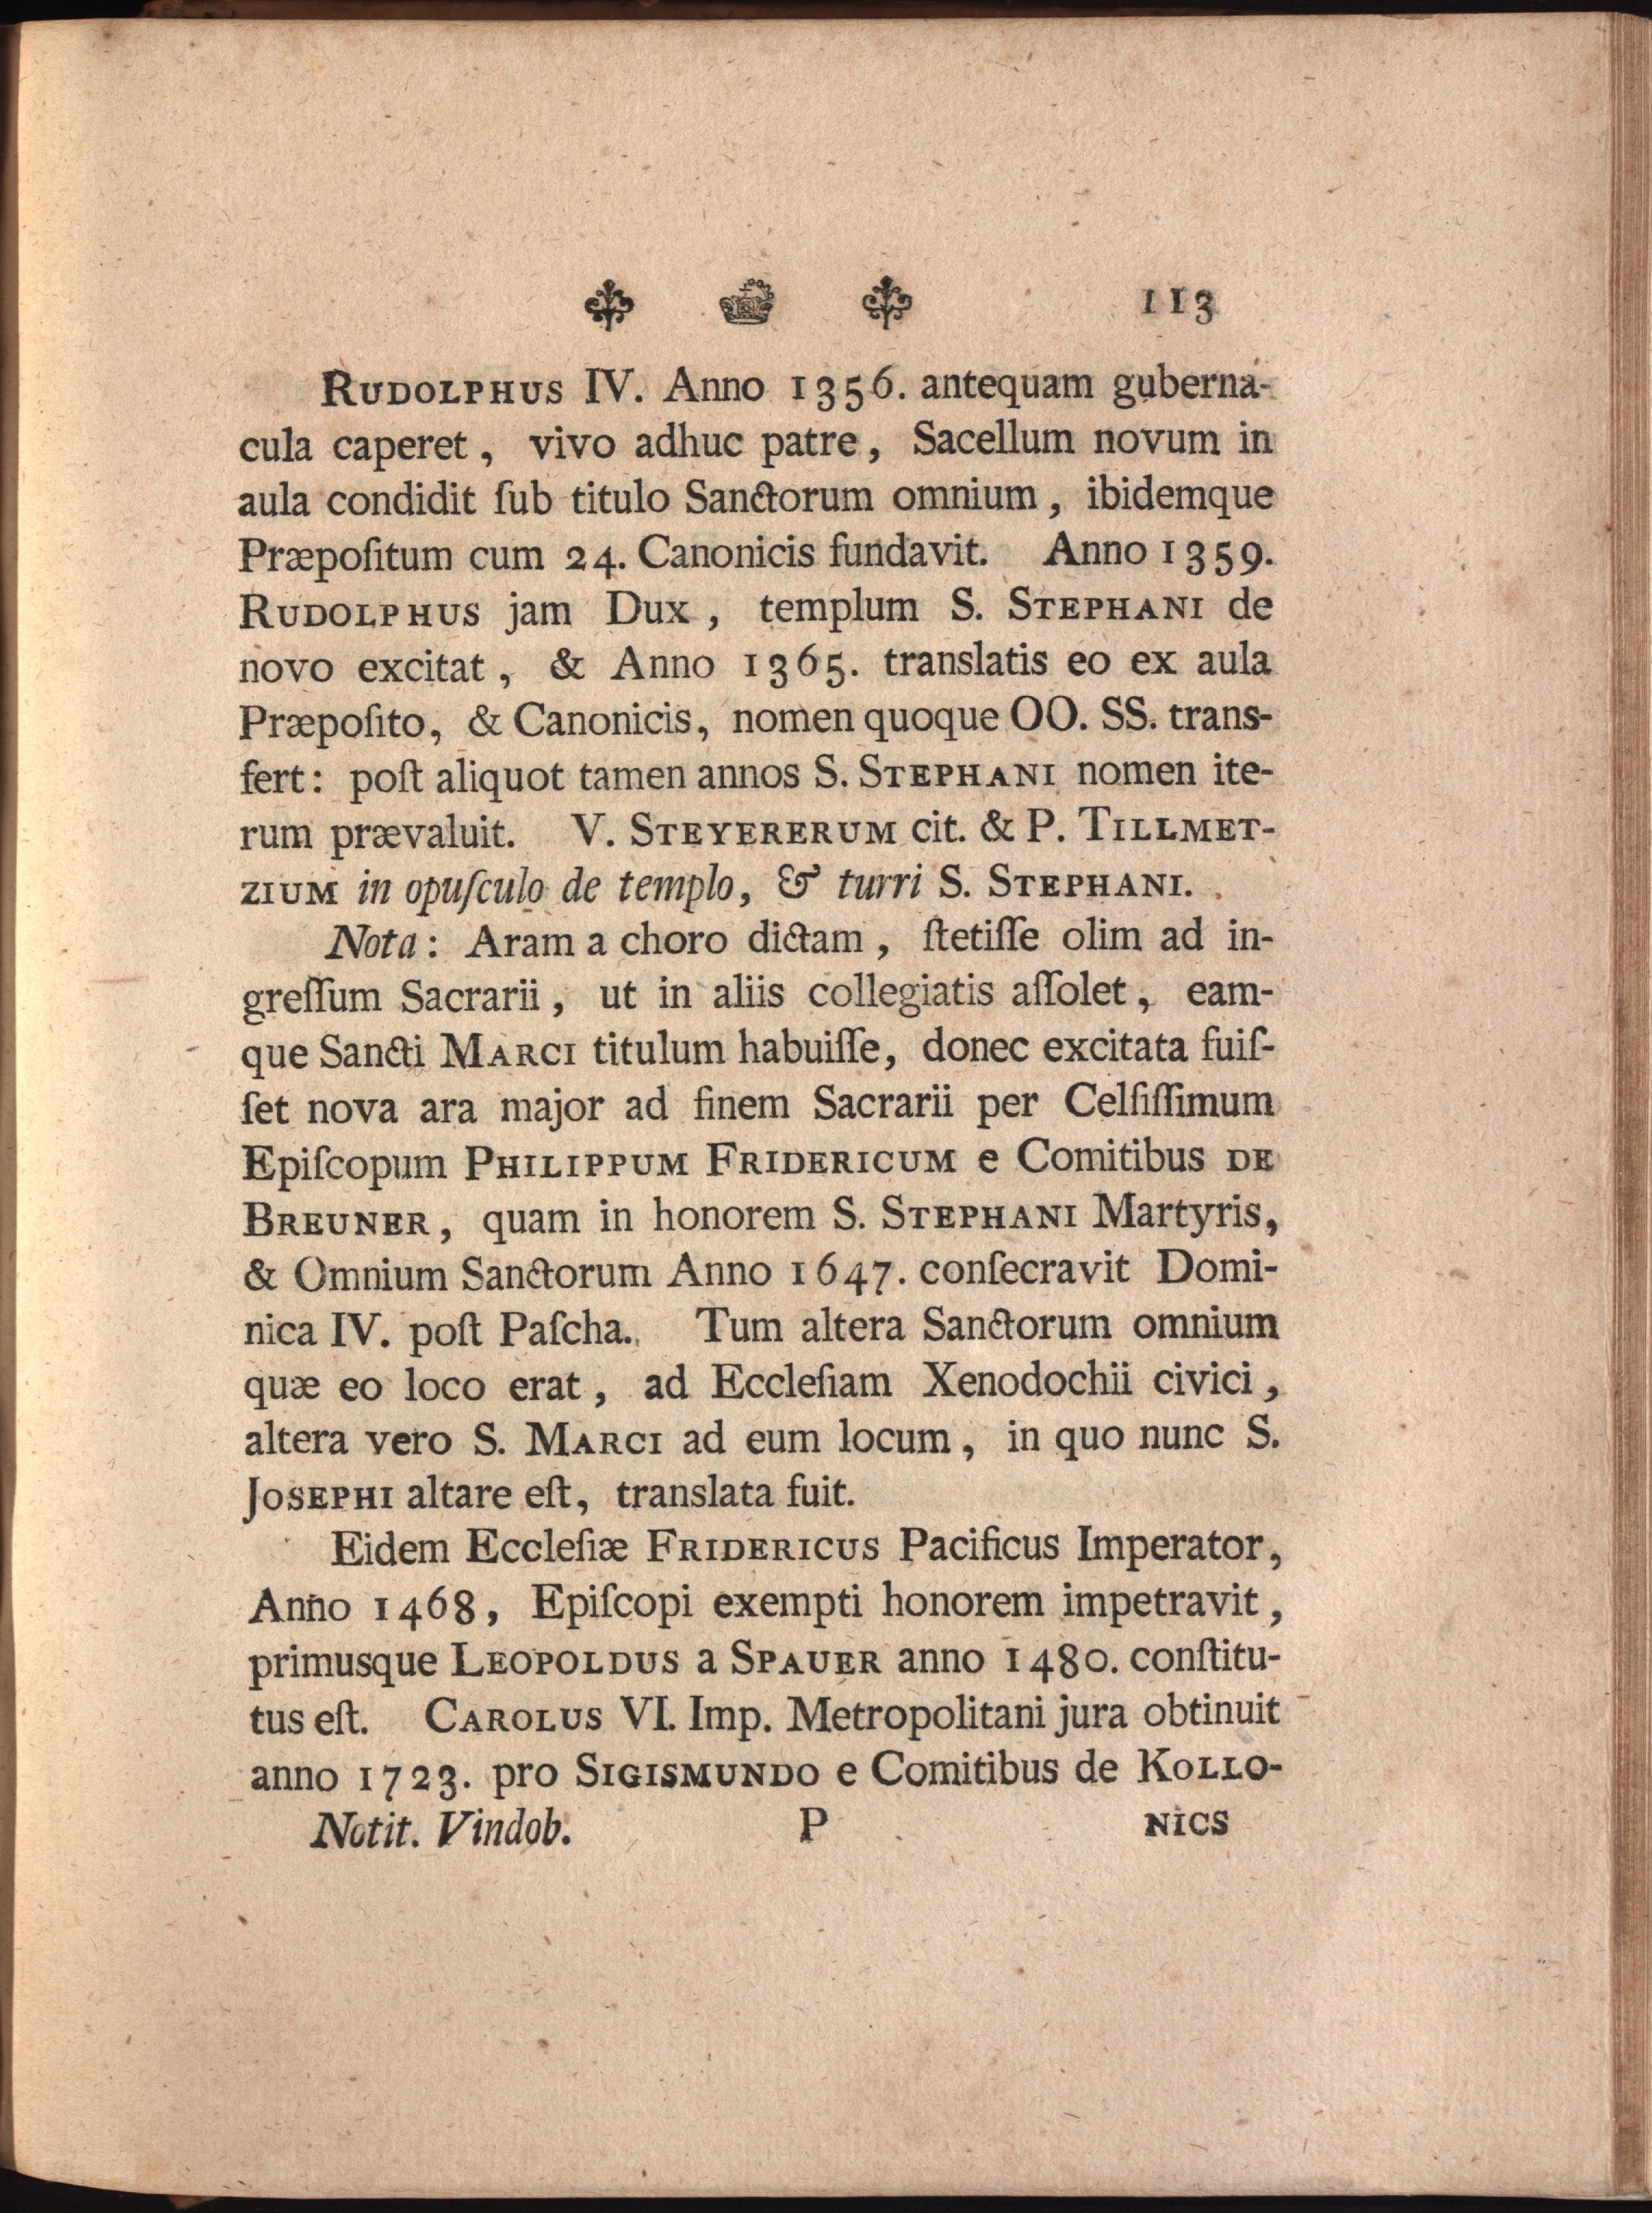 113
RUDOLPHUS IV. Anno 1356. antequam guberna-
cula caperet, vivo adhuc patre, Sacellum novum in
aula condidit ſub titulo Sanctorum omnium, ibidemque
Præpoſitum cum 24. Canonicis fundavit. Anno 1359.
RUDOLPHUS jam Dux, templum S. STEPHANI de
novo excitat, & Anno 1365. translatis eo ex aula
Præpoſito, & Canonicis, nomen quoque OO. SS. trans-
fert: poſt aliquot tamen annos S. STEPHANI nomen ite-
rum prævaluit. V. STEYERERUM cit. & P. TILLMET-
ZIUM in opuſculo de templo, & turri S. STEPHANI.
Nota: Aram a choro dictam, ſtetiſſe olim ad in-
greſſum Sacrarii, ut in aliis collegiatis aſſolet, eam-
que Sancti MARCI titulum habuiſſe, donec excitata fuiſ-
ſet nova ara major ad finem Sacrarii per Celſiſſimum
Epiſcopum PHILIPPUM FRIDERICUM e Comitibus DE
BREUNER, quam in honorem S. STEPHANI Martyris,
& Omnium Sanctorum Anno 1647. conſecravit Domi-
nica IV. poſt Paſcha. Tum altera Sanctorum omnium
quæ eo loco erat, ad Eccleſiam Xenodochii civici,
altera vero S. MARCI ad eum locum, in quo nunc S.
JOSEPHI altare eſt, translata fuit.
Eidem Eccleſiæ FRIDERICUS Pacificus Imperator,
Anno 1468, Epiſcopi exempti honorem impetravit,
primusque LEOPOLDUS a SPAUER anno 1480. conſtitu-
tus eſt. CAROLUS VI. Imp. Metropolitani jura obtinuit
anno 1723. pro SIGISMUNDO e Comitibus de KOLLO-
Notit. Vindob. P NICS